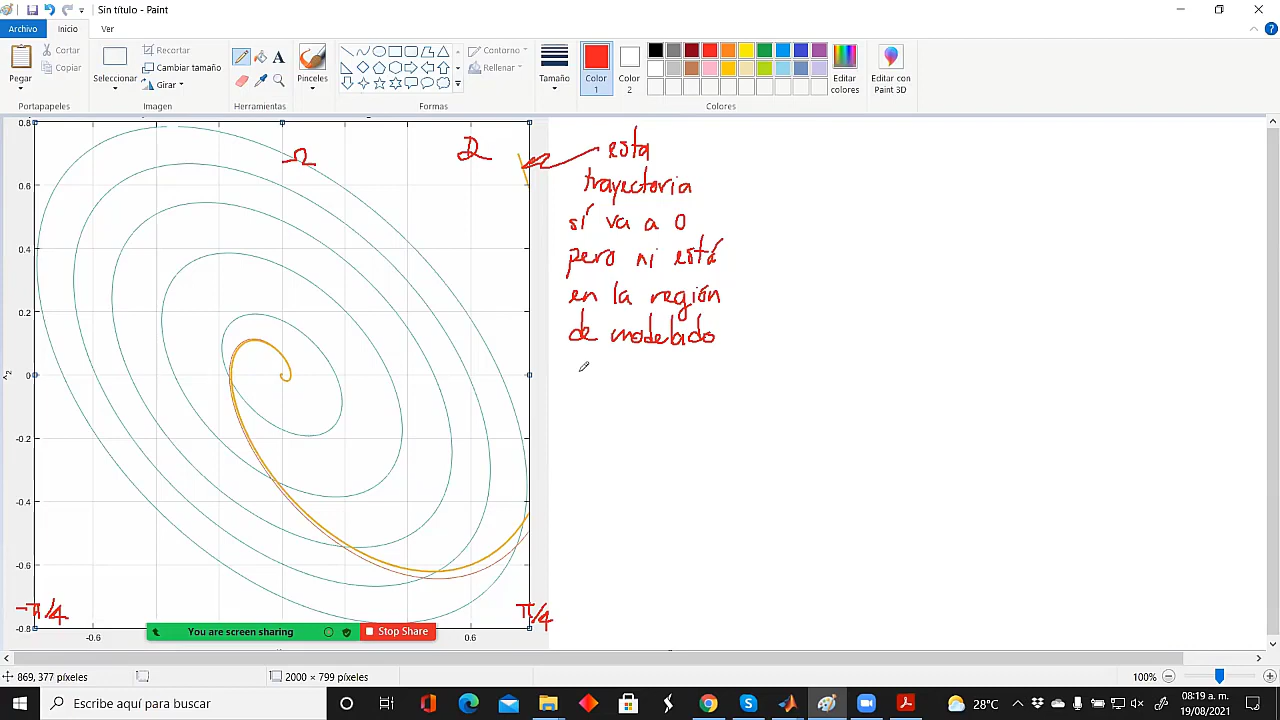 Sin título - Paint
Archivo Inicio Ver
Pegar
Cortar
Copiar
Portapapeles
Seleccionar
Recortar
Cambiar tamaño
Girar
Imagen
A
Herramientas
Pinceles
Contorno
Rellenar
Formas
Tamaño
Color
1
Color
2
Editar
colores
Colores
Editar con
Paint 3D
0.8
0.6
0.4
0.2
0
-0.2
-0.4
-0.6
-0.8
-0.6
0.6
Ω
-π/4
π/4
esta
trayectoria
sí va a 0
pero ni está
en la región
de modelado
You are screen sharing
Stop Share
869, 377 píxeles
2000 × 799 píxeles
100%
Escribe aquí para buscar
28°C
08:19 a. m.
19/08/2021